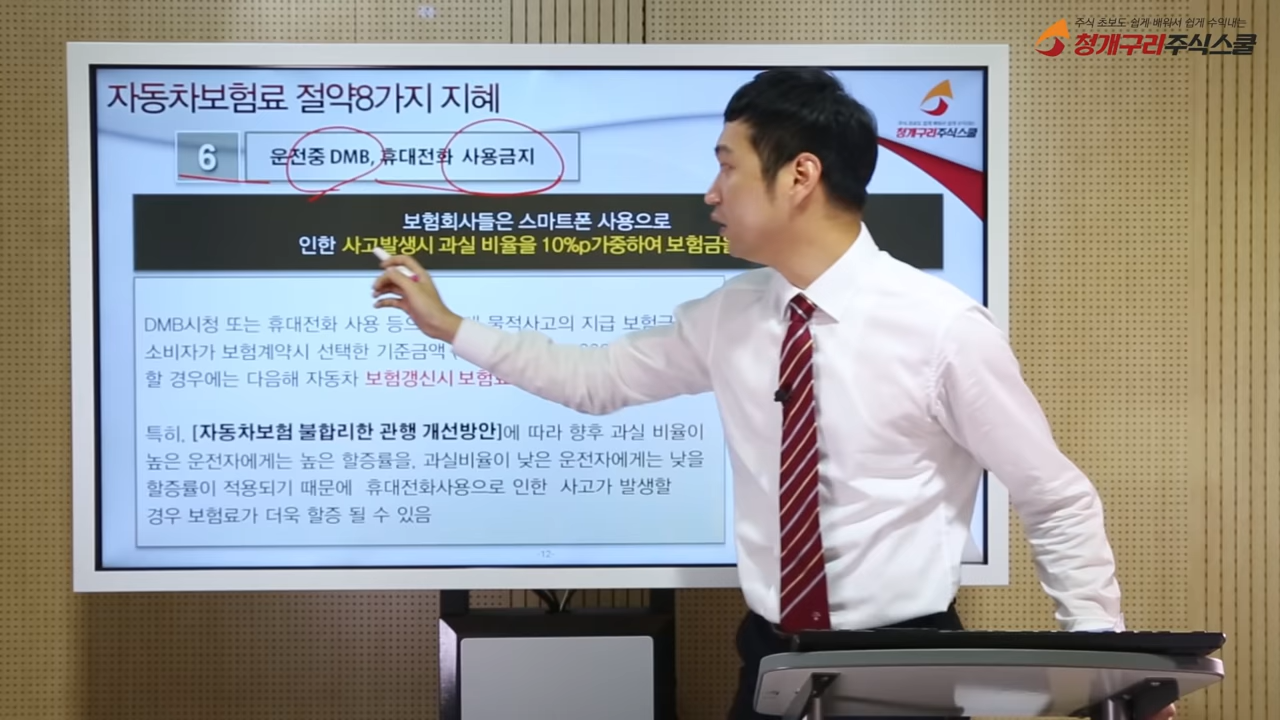 주식 초보도 쉽게 배워서 쉽게 수익내는
청개구리주식스쿨
자동차보험료 절약8가지 지혜
청개구리주식스쿨
6
운전중 DMB, 휴대전화 사용금지
보험회사들은 스마트폰 사용으로
인한 사고발생시 과실 비율을 10%p가중하여
DMB시청 또는 휴대전화 사용 물적사고의 지급
소비자가 보험계약시 선택한 기준금액
할 경우에는 다음해 자동차 보험갱신시
특히, [자동차보험 불합리한 관행 개선방안]에 따라 향후 과실 비율이
높은 운전자에게는 높은 할증률을, 과실비율이 낮은 운전자에게는 낮을
할증률이 적용되기 때문에 휴대전화사용으로 인한 사고가 발생할
경우 보험료가 더욱 할증 될 수 있음
-12-